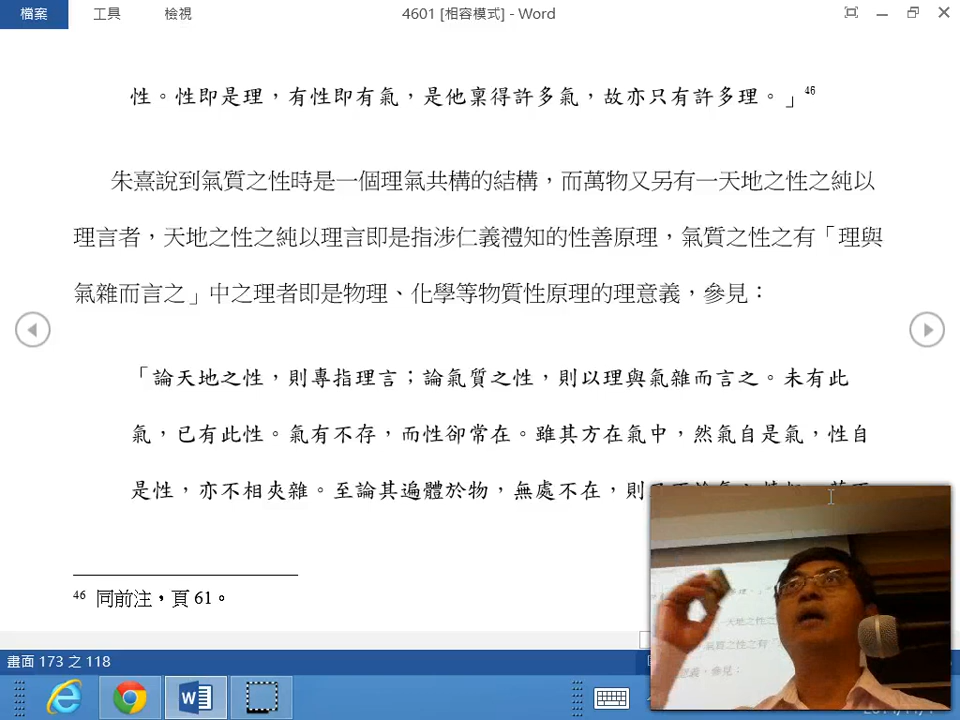 檔案 工具 檢視 4601 [相容模式] - Word
性。性即是理，有性即有氣，是他稟得許多氣，故亦只有許多理。」46
朱熹說到氣質之性時是一個理氣共構的結構，而萬物又另有一天地之性之純以
理言者，天地之性之純以理言即是指涉仁義禮知的性善原理，氣質之性之有「理與
氣雜而言之」中之理者即是物理、化學等物質性原理的理意義，參見：
「論天地之性，則專指理言；論氣質之性，則以理與氣雜而言之。未有此
氣，已有此性。氣有不存，而性卻常在。雖其方在氣中，然氣自是氣，性自
是性，亦不相夾雜。至論其遍體於物，無處不在，則
46 同前注，頁 61。
畫面 173 之 118